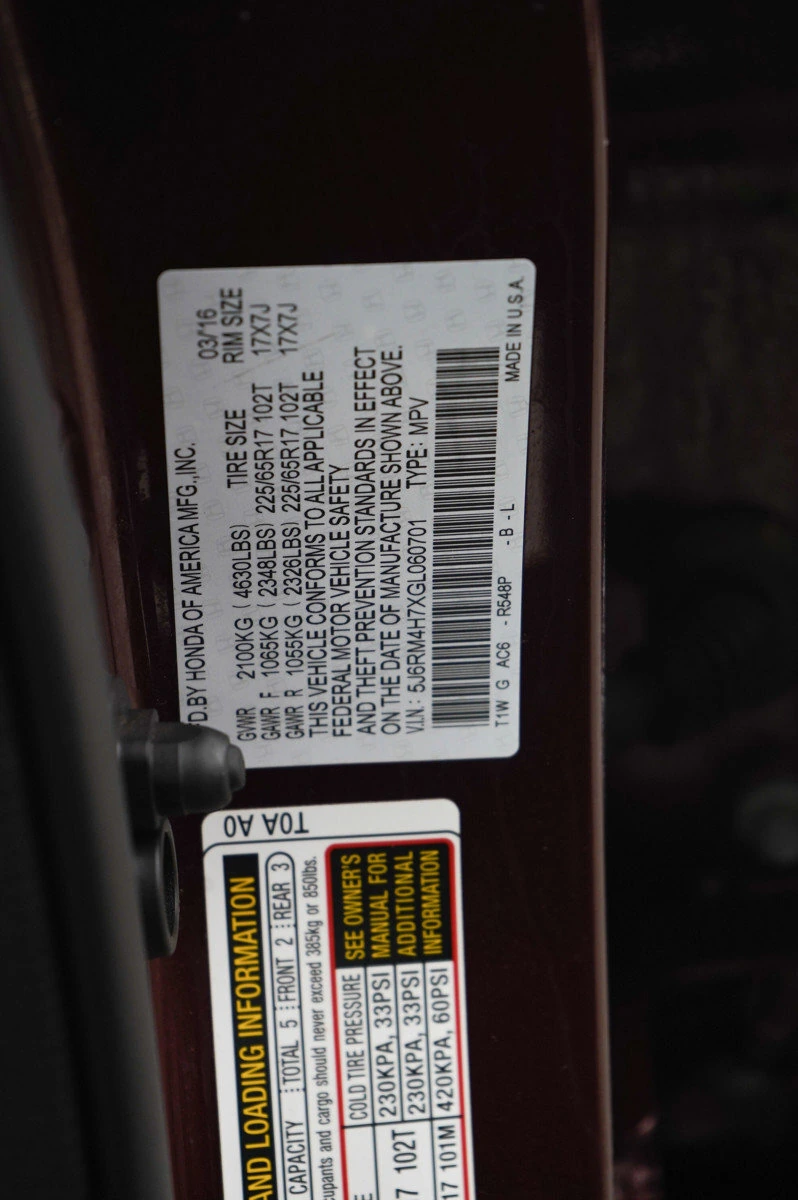 D.BY HONDA OF AMERICA MFG.,INC. 03/16
GVWR 2100KG ( 4630LBS) TIRE SIZE RIM SIZE
GAWR F 1065KG ( 2348LBS) 225/65R17 102T 17X7J
GAWR R 1055KG ( 2326LBS) 225/65R17 102T 17X7J
THIS VEHICLE CONFORMS TO ALL APPLICABLE
FEDERAL MOTOR VEHICLE SAFETY
AND THEFT PREVENTION STANDARDS IN EFFECT
ON THE DATE OF MANUFACTURE SHOWN ABOVE.
V.I.N: 5J6RM4H7XGL060701 TYPE: MPV
T1W G AC6 - R548P - B - L MADE IN U.S.A
T0A A0
AND LOADING INFORMATION
CAPACITY TOTAL 5 FRONT 2 REAR 3
cupants and cargo should never exceed 385kg or 850lbs.
E COLD TIRE PRESSURE SEE OWNER'S
7 102T 230KPA, 33PSI MANUAL FOR
230KPA, 33PSI ADDITIONAL
17 101M 420KPA, 60PSI INFORMATION